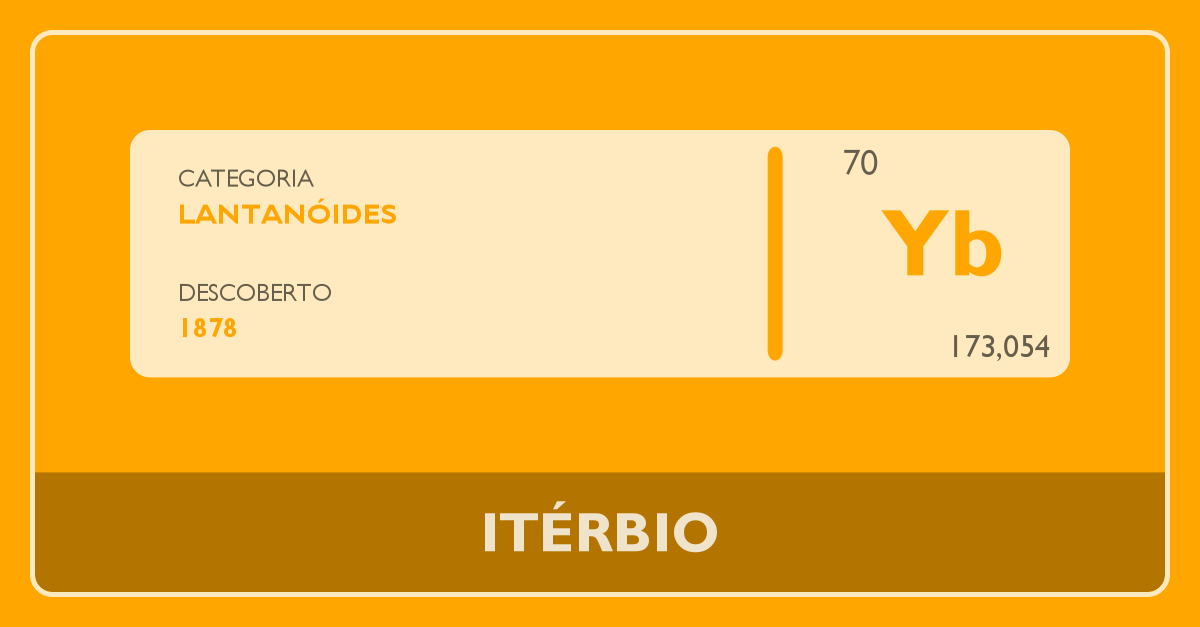 CATEGORIA
LANTANÓIDES
DESCOBERTO
1878
70
Yb
173,054
ITÉRBIO